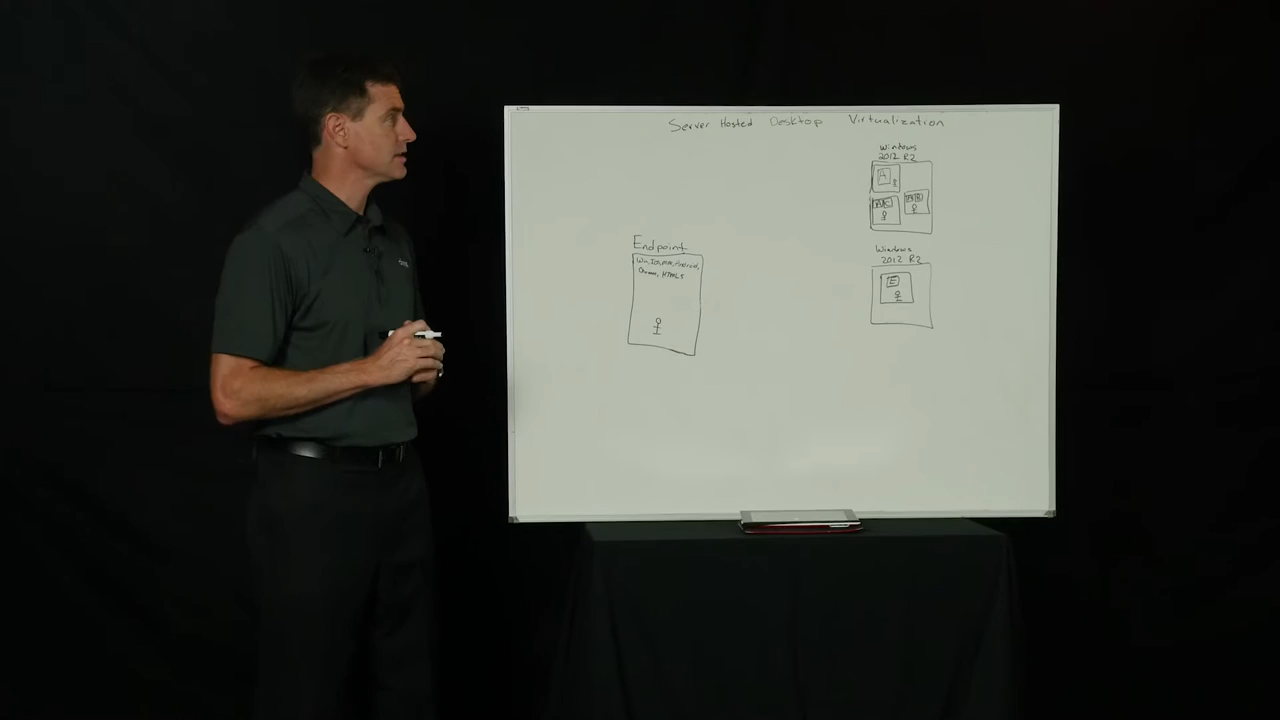 Server Hosted Desktop Virtualization
Windows
2012 R2
A
A C
A B
Endpoint
Win, IOS, MAC, Android,
Chrome, HTML5
Windows
2012 R2
E